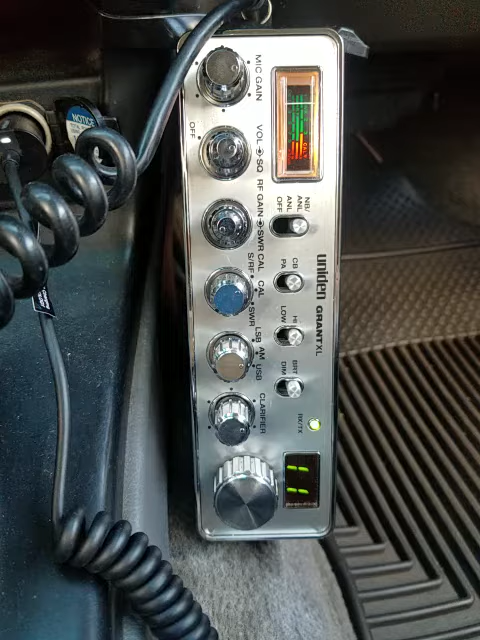 MIC GAIN
OFF
VOL SQ
RF GAIN SWR CAL
S/RF CAL SWR
LSB AM USB
CLARIFIER
NB/
ANL
ANL
OFF
CB
PA
HI
LOW
BRT
DIM
uniden GRANT XL
RX/TX
11
NOTICE